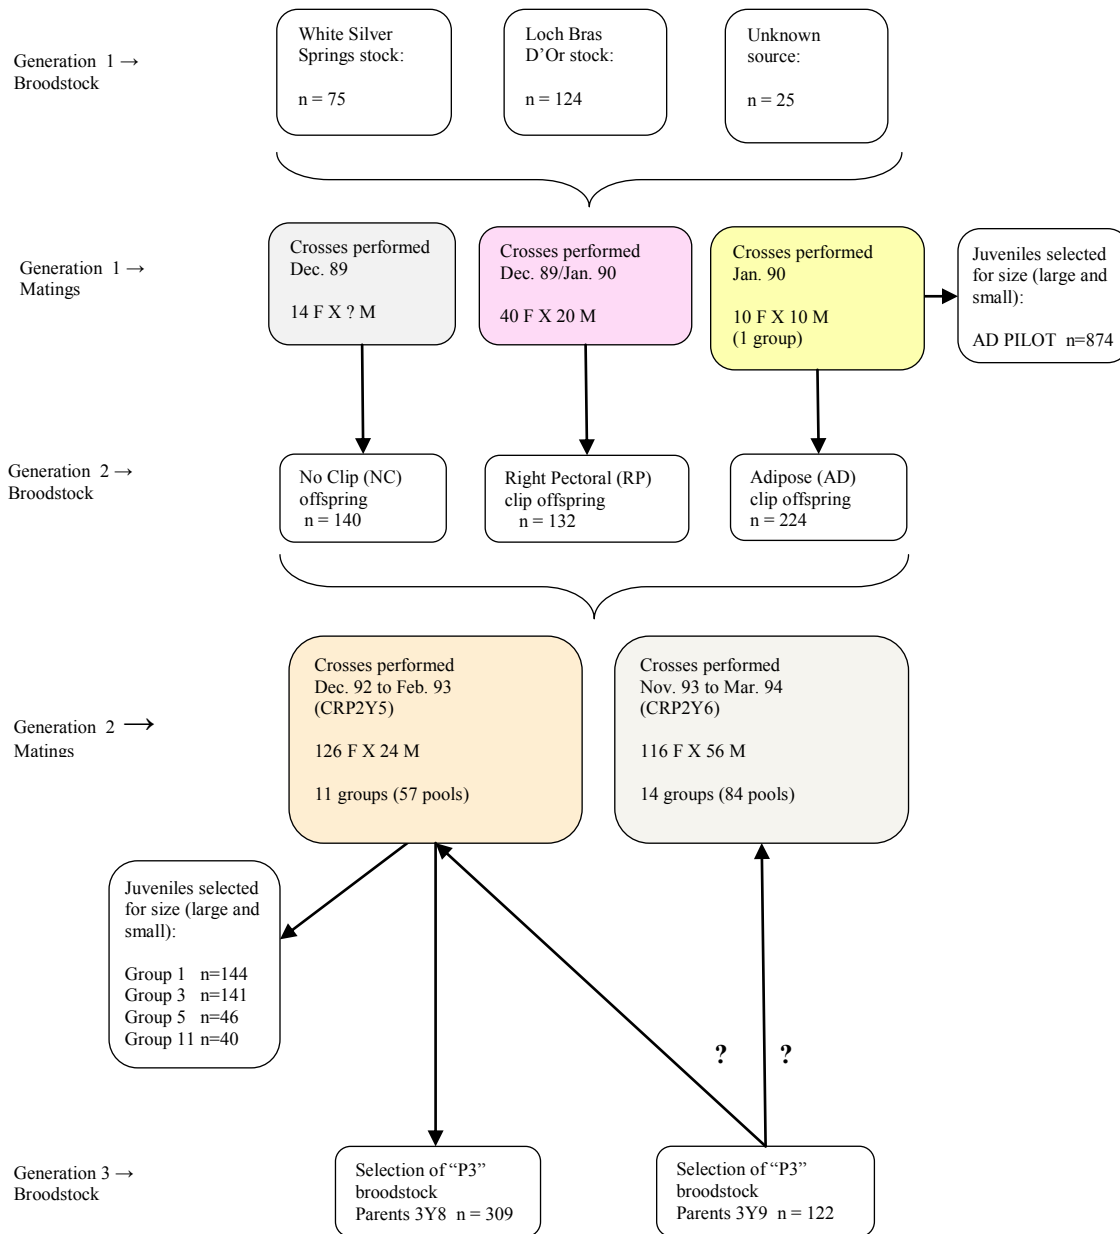 Generation 1 →
Broodstock
White Silver
Springs stock:
n = 75
Loch Bras
D’Or stock:
n = 124
Unknown
source:
n = 25
Generation 1 →
Matings
Crosses performed
Dec. 89
14 F X ? M
Crosses performed
Dec. 89/Jan. 90
40 F X 20 M
Crosses performed
Jan. 90
10 F X 10 M
(1 group)
Juveniles selected
for size (large and
small):
AD PILOT n=874
Generation 2 →
Broodstock
No Clip (NC)
offspring
n = 140
Right Pectoral (RP)
clip offspring
n = 132
Adipose (AD)
clip offspring
n = 224
Generation 2 →
Matings
Crosses performed
Dec. 92 to Feb. 93
(CRP2Y5)
126 F X 24 M
11 groups (57 pools)
Crosses performed
Nov. 93 to Mar. 94
(CRP2Y6)
116 F X 56 M
14 groups (84 pools)
Juveniles selected
for size (large and
small):
Group 1 n=144
Group 3 n=141
Group 5 n=46
Group 11 n=40
? ?
Generation 3 →
Broodstock
Selection of “P3”
broodstock
Parents 3Y8 n = 309
Selection of “P3”
broodstock
Parents 3Y9 n = 122